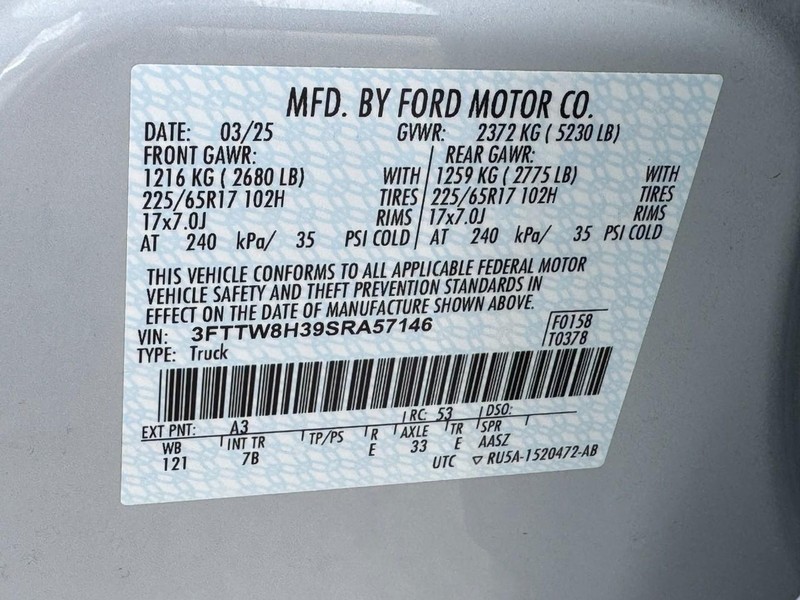 MFD. BY FORD MOTOR CO.
DATE: 03/25 GVWR: 2372 KG ( 5230 LB)
FRONT GAWR: REAR GAWR:
1216 KG ( 2680 LB) WITH 1259 KG ( 2775 LB) WITH
225/65R17 102H TIRES 225/65R17 102H TIRES
17x7.0J RIMS 17x7.0J RIMS
AT 240 kPa/ 35 PSI COLD AT 240 kPa/ 35 PSI COLD
THIS VEHICLE CONFORMS TO ALL APPLICABLE FEDERAL MOTOR
VEHICLE SAFETY AND THEFT PREVENTION STANDARDS IN
EFFECT ON THE DATE OF MANUFACTURE SHOWN ABOVE.
VIN: 3FTTW8H39SRA57146 F0158
TYPE: Truck T0378
EXT PNT: A3 RC: 53 DSO:
WB INT TR TP/PS R AXLE TR SPR
121 7B E 33 E AASZ
UTC ▽ RU5A-1520472-AB